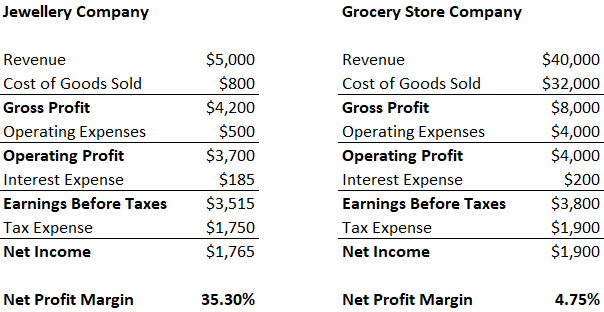 Jewellery Company Grocery Store Company
Revenue $5,000 Revenue $40,000
Cost of Goods Sold $800 Cost of Goods Sold $32,000
Gross Profit $4,200 Gross Profit $8,000
Operating Expenses $500 Operating Expenses $4,000
Operating Profit $3,700 Operating Profit $4,000
Interest Expense $185 Interest Expense $200
Earnings Before Taxes $3,515 Earnings Before Taxes $3,800
Tax Expense $1,750 Tax Expense $1,900
Net Income $1,765 Net Income $1,900
Net Profit Margin 35.30% Net Profit Margin 4.75%